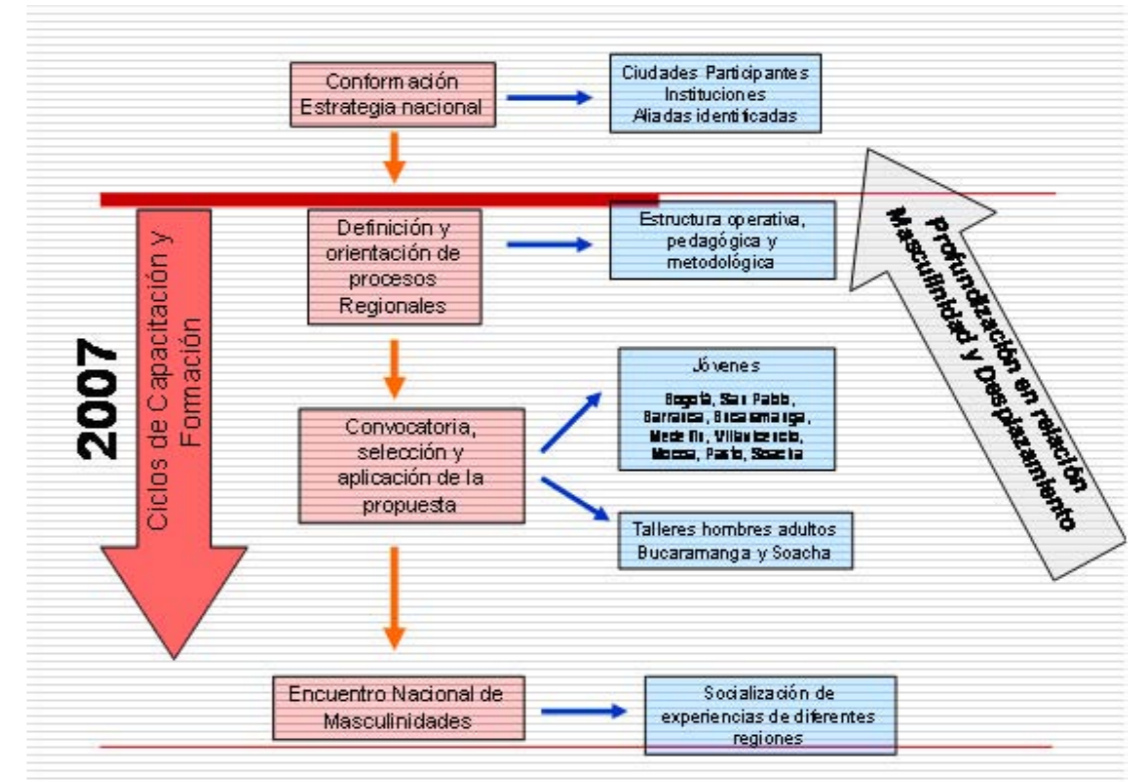 Conformación
Estrategia nacional
Ciudades Participantes
Instituciones
Aliadas identificadas
2007
Ciclos de Capacitación y
Formación
Definición y
orientación de
procesos
Regionales
Estructura operativa,
pedagógica y
metodológica
Profundización en relación
Masculinidad y Desplazamiento
Convocatoria,
selección y
aplicación de la
propuesta
Jóvenes
Bogotá, San Pablo,
Barranca, Bucaramanga,
Medellín, Villavicencio,
Mocoa, Pasto, Soacha
Talleres hombres adultos
Bucaramanga y Soacha
Encuentro Nacional de
Masculinidades
Socialización de
experiencias de diferentes
regiones